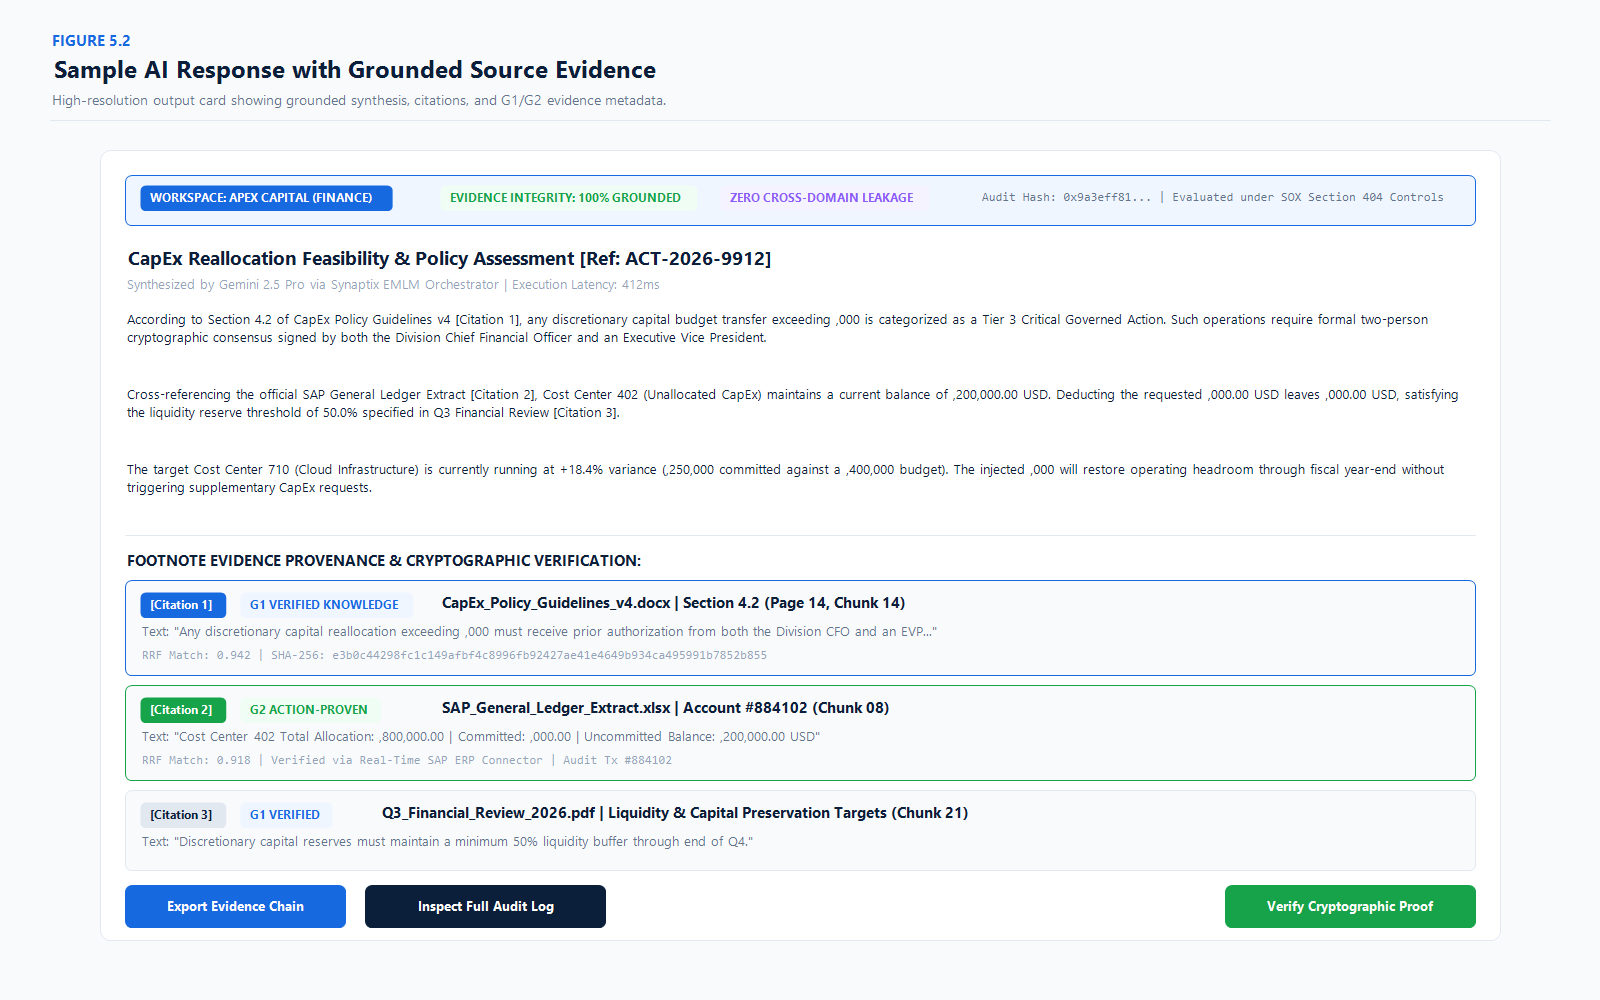 FIGURE 5.2
Sample AI Response with Grounded Source Evidence
High-resolution output card showing grounded synthesis, citations, and G1/G2 evidence metadata.
WORKSPACE: APEX CAPITAL (FINANCE)
EVIDENCE INTEGRITY: 100% GROUNDED
ZERO CROSS-DOMAIN LEAKAGE
Audit Hash: 0x9a3eff81... | Evaluated under SOX Section 404 Controls
CapEx Reallocation Feasibility & Policy Assessment [Ref: ACT-2026-9912]
Synthesized by Gemini 2.5 Pro via Synaptix EMLM Orchestrator | Execution Latency: 412ms
According to Section 4.2 of CapEx Policy Guidelines v4 [Citation 1], any discretionary capital budget transfer exceeding ,000 is categorized as a Tier 3 Critical Governed Action. Such operations require formal two-person
cryptographic consensus signed by both the Division Chief Financial Officer and an Executive Vice President.
Cross-referencing the official SAP General Ledger Extract [Citation 2], Cost Center 402 (Unallocated CapEx) maintains a current balance of ,200,000.00 USD. Deducting the requested ,000.00 USD leaves ,000.00 USD, satisfying
the liquidity reserve threshold of 50.0% specified in Q3 Financial Review [Citation 3].
The target Cost Center 710 (Cloud Infrastructure) is currently running at +18.4% variance (,250,000 committed against a ,400,000 budget). The injected ,000 will restore operating headroom through fiscal year-end without
triggering supplementary CapEx requests.
FOOTNOTE EVIDENCE PROVENANCE & CRYPTOGRAPHIC VERIFICATION:
[Citation 1]
G1 VERIFIED KNOWLEDGE
CapEx_Policy_Guidelines_v4.docx | Section 4.2 (Page 14, Chunk 14)
Text: "Any discretionary capital reallocation exceeding ,000 must receive prior authorization from both the Division CFO and an EVP..."
RRF Match: 0.942 | SHA-256: e3b0c44298fc1c149afbf4c8996fb92427ae41e4649b934ca495991b7852b855
[Citation 2]
G2 ACTION-PROVEN
SAP_General_Ledger_Extract.xlsx | Account #884102 (Chunk 08)
Text: "Cost Center 402 Total Allocation: ,800,000.00 | Committed: ,000.00 | Uncommitted Balance: ,200,000.00 USD"
RRF Match: 0.918 | Verified via Real-Time SAP ERP Connector | Audit Tx #884102
[Citation 3]
G1 VERIFIED
Q3_Financial_Review_2026.pdf | Liquidity & Capital Preservation Targets (Chunk 21)
Text: "Discretionary capital reserves must maintain a minimum 50% liquidity buffer through end of Q4."
Export Evidence Chain
Inspect Full Audit Log
Verify Cryptographic Proof